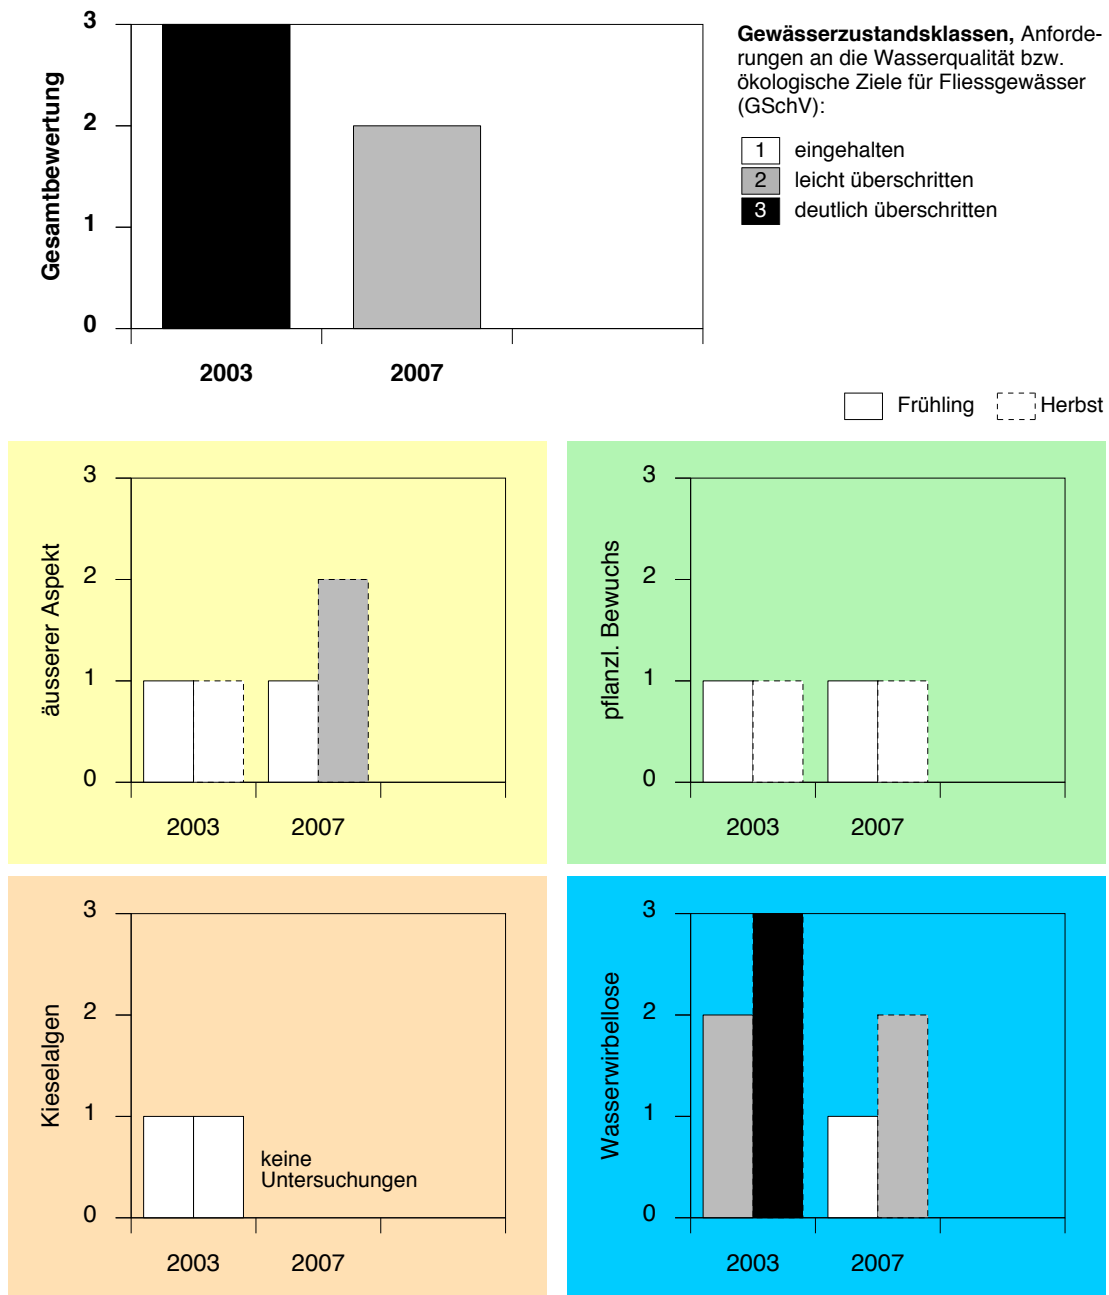 Gesamtbewertung
3
2
1
0
2003 2007
Gewässerzustandsklassen, Anforde-
rungen an die Wasserqualität bzw.
ökologische Ziele für Fliessgewässer
(GSchV):
1 eingehalten
2 leicht überschritten
3 deutlich überschritten
Frühling Herbst
äusserer Aspekt
3
2
1
0
2003 2007
pflanzl. Bewuchs
3
2
1
0
2003 2007
Kieselalgen
3
2
1
0
keine
Untersuchungen
2003 2007
Wasserwirbellose
3
2
1
0
2003 2007